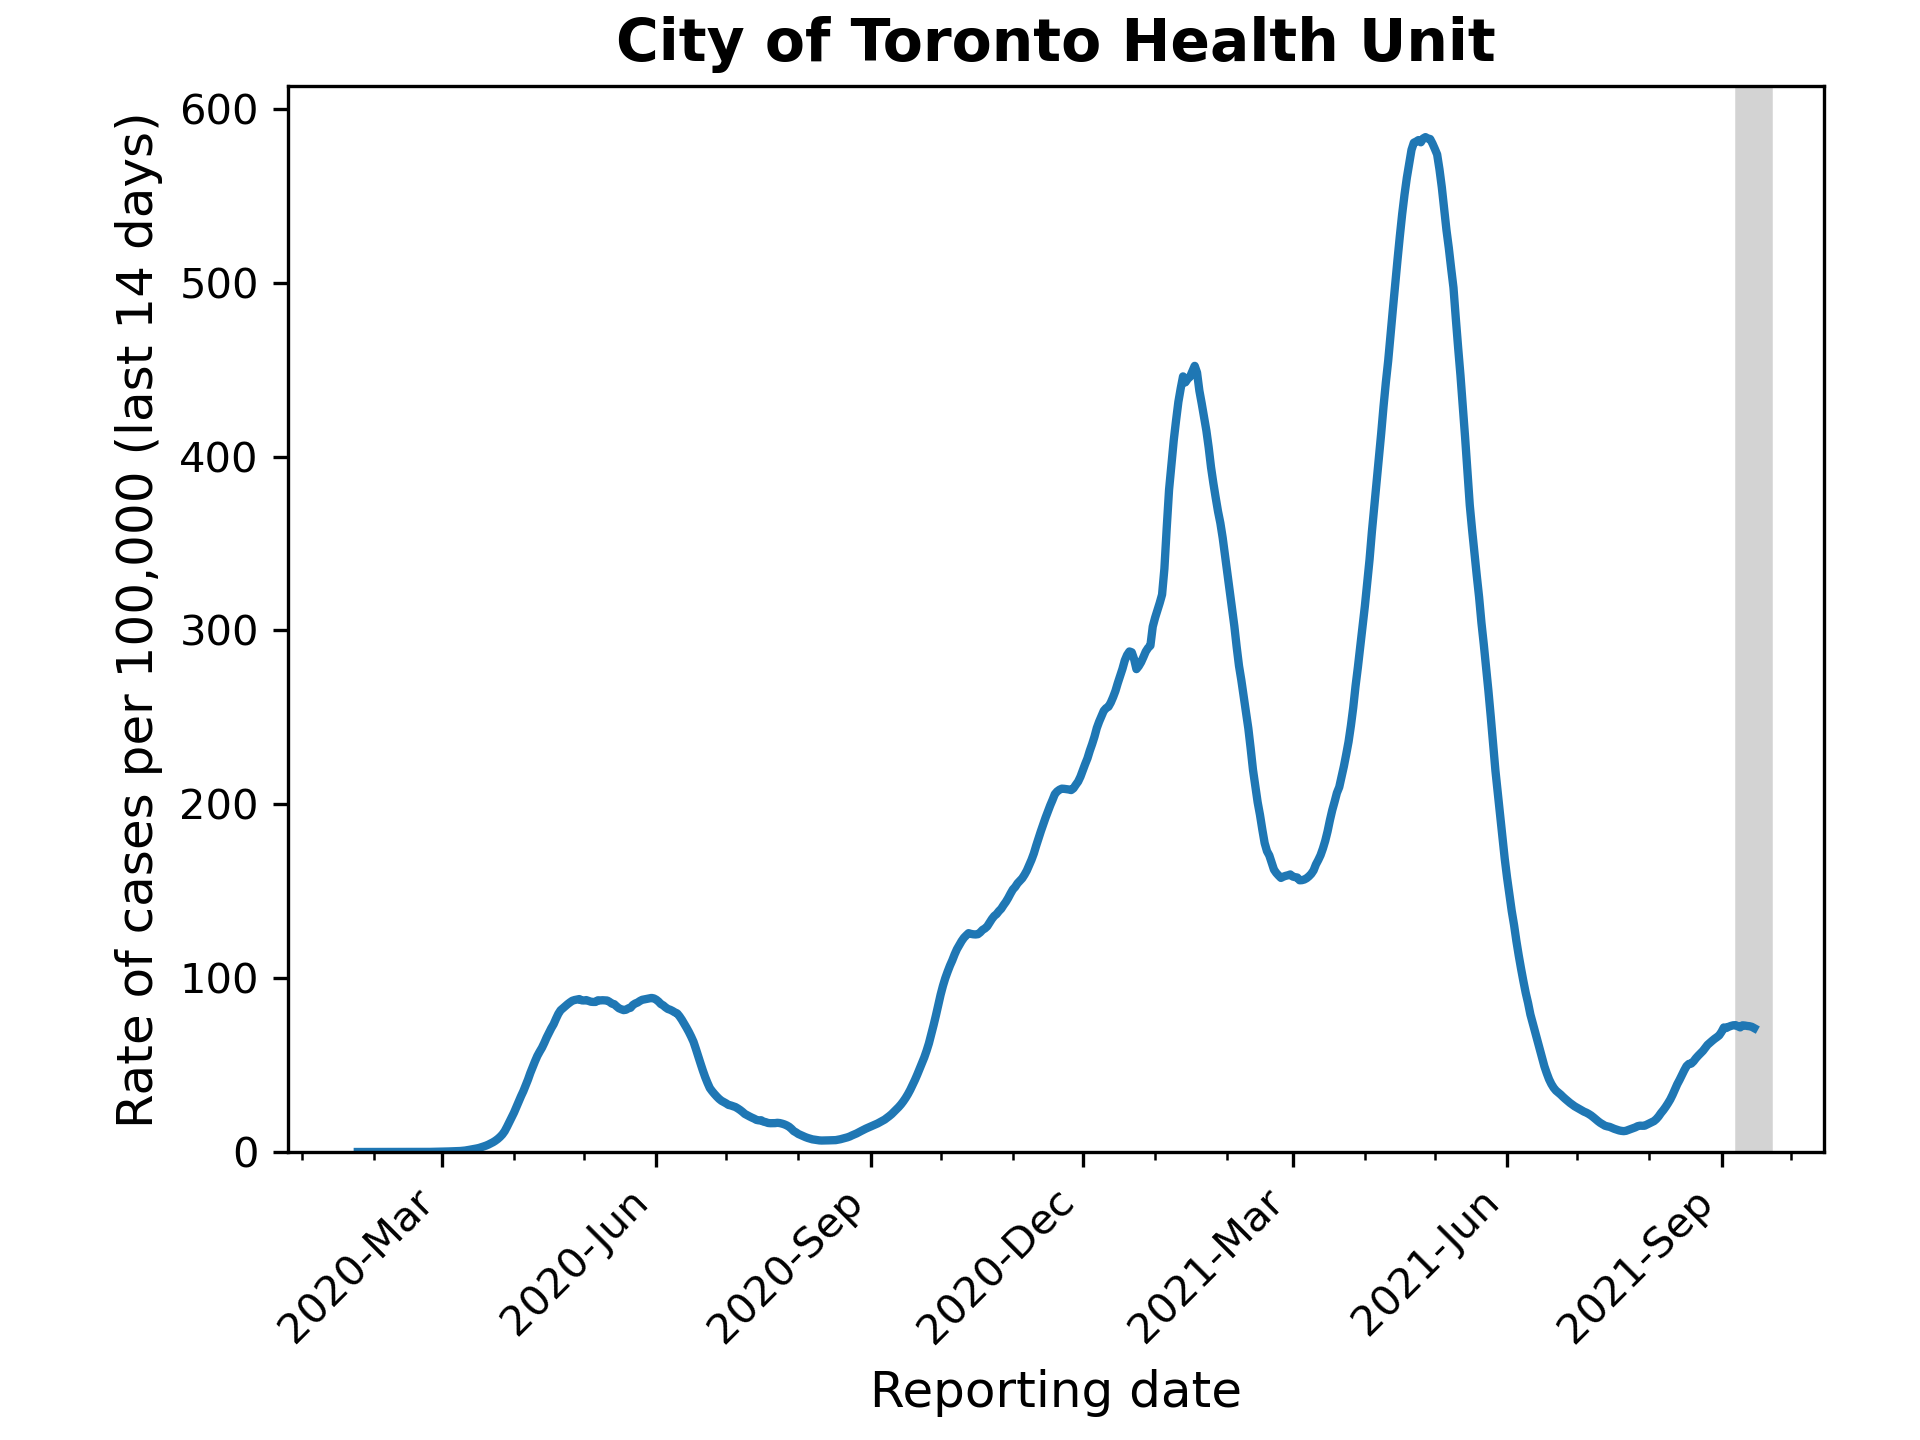 City of Toronto Health Unit
Rate of cases per 100,000 (last 14 days)
600
500
400
300
200
100
0
2020-Mar
2020-Jun
2020-Sep
2020-Dec
2021-Mar
2021-Jun
2021-Sep
Reporting date